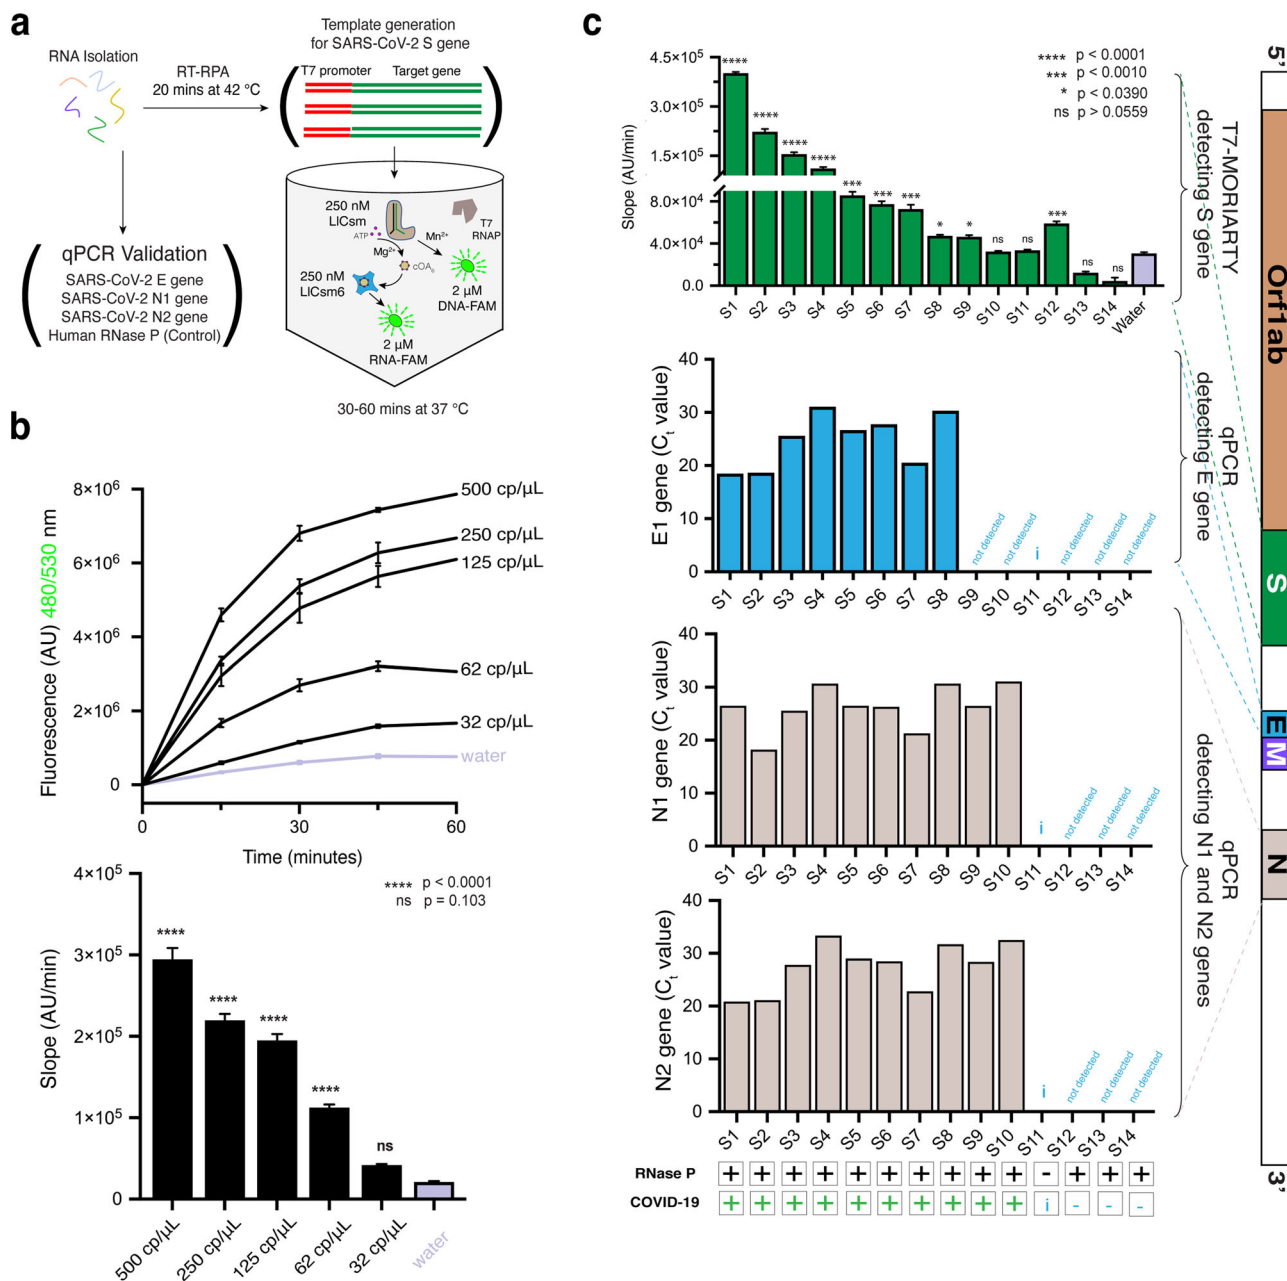 a
RNA Isolation
RT-RPA
20 mins at 42 °C
Template generation
for SARS-CoV-2 S gene
T7 promoter
Target gene
qPCR Validation
SARS-CoV-2 E gene
SARS-CoV-2 N1 gene
SARS-CoV-2 N2 gene
Human RNase P (Control)
250 nM
LlCsm
ATP
Mn²⁺
T7
RNAP
Mg²⁺
cOA₆
250 nM
LlCsm6
2 µM
DNA-FAM
2 µM
RNA-FAM
30-60 mins at 37 °C
b
Fluorescence (AU) 480/530 nm
8×10⁶
6×10⁶
4×10⁶
2×10⁶
0
500 cp/µL
250 cp/µL
125 cp/µL
62 cp/µL
32 cp/µL
water
0
30
60
Time (minutes)
Slope (AU/min)
4×10⁵
3×10⁵
2×10⁵
1×10⁵
0
**** p < 0.0001
ns p = 0.103
****
****
****
****
ns
500 cp/µL
250 cp/µL
125 cp/µL
62 cp/µL
32 cp/µL
water
c
Slope (AU/min)
4.5×10⁵
3.0×10⁵
1.5×10⁵
8.0×10⁴
4.0×10⁴
0.0
**** p < 0.0001
*** p < 0.0010
* p < 0.0390
ns p > 0.0559
****
****
****
****
***
***
***
*
*
ns
ns
***
ns
ns
S1 S2 S3 S4 S5 S6 S7 S8 S9 S10 S11 S12 S13 S14 Water
T7-MORIARTY
detecting S gene
E1 gene (Cₜ value)
40
30
20
10
0
not detected
not detected
i
not detected
not detected
not detected
S1 S2 S3 S4 S5 S6 S7 S8 S9 S10 S11 S12 S13 S14
qPCR
detecting E gene
N1 gene (Cₜ value)
40
30
20
10
0
i
not detected
not detected
not detected
S1 S2 S3 S4 S5 S6 S7 S8 S9 S10 S11 S12 S13 S14
N2 gene (Cₜ value)
40
30
20
10
0
i
not detected
not detected
not detected
S1 S2 S3 S4 S5 S6 S7 S8 S9 S10 S11 S12 S13 S14
qPCR
detecting N1 and N2 genes
RNase P + + + + + + + + + + - + + +
COVID-19 + + + + + + + + + + i - - -
5'
Orf1ab
S
E
M
N
3'